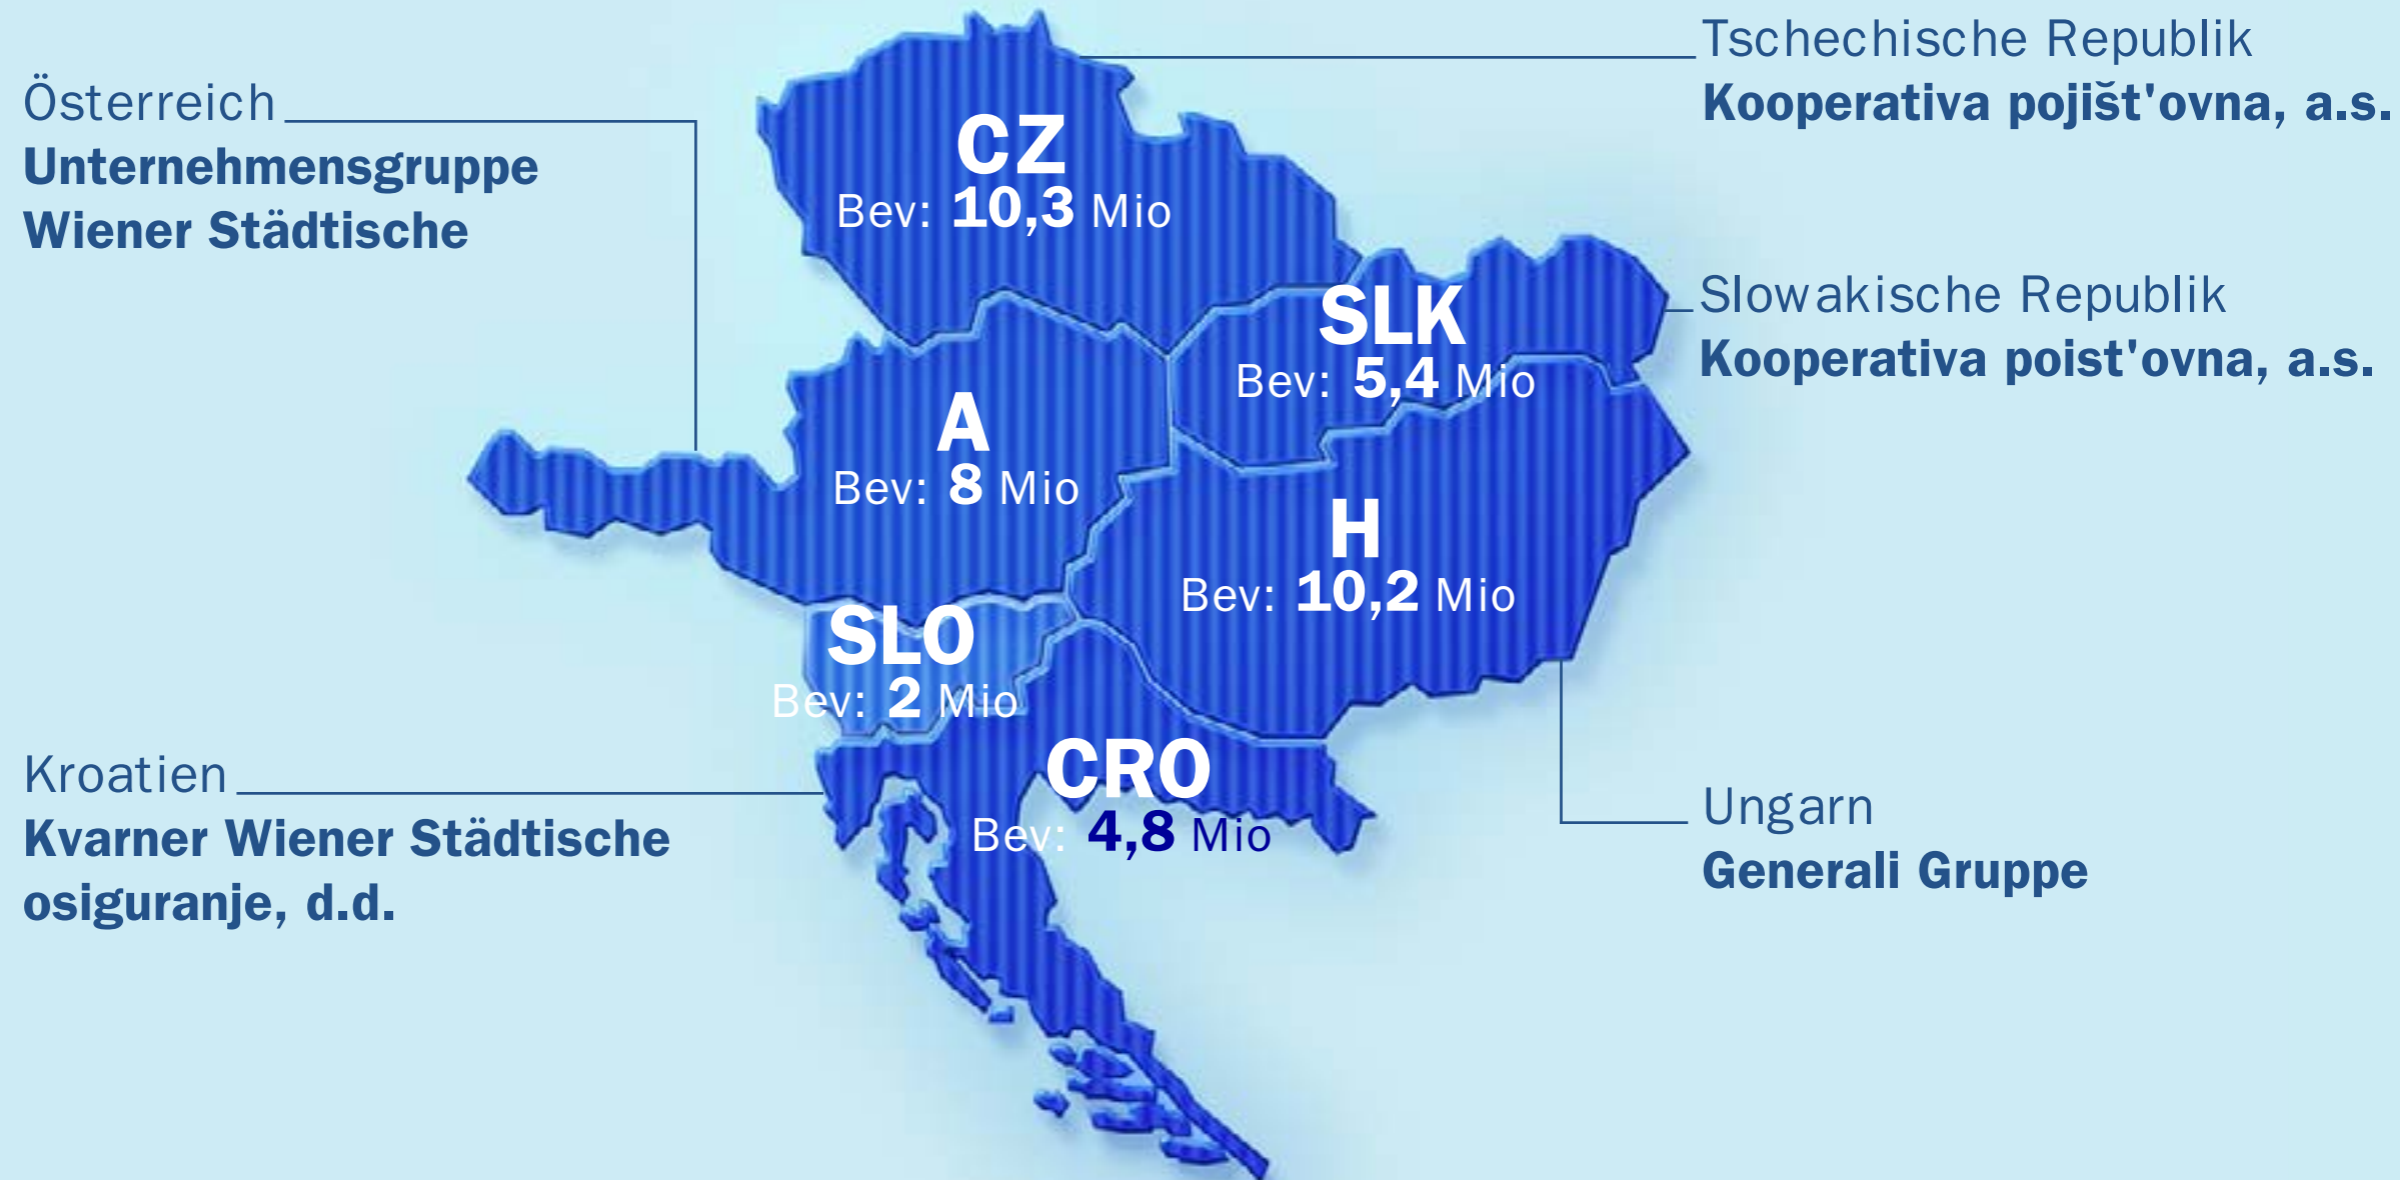 Tschechische Republik
Kooperativa pojišt'ovna, a.s.
Österreich
Unternehmensgruppe
Wiener Städtische
CZ
Bev: 10,3 Mio
Slowakische Republik
Kooperativa poist'ovna, a.s.
SLK
Bev: 5,4 Mio
A
Bev: 8 Mio
H
Bev: 10,2 Mio
SLO
Bev: 2 Mio
CRO
Bev: 4,8 Mio
Kroatien
Kvarner Wiener Städtische
osiguranje, d.d.
Ungarn
Generali Gruppe